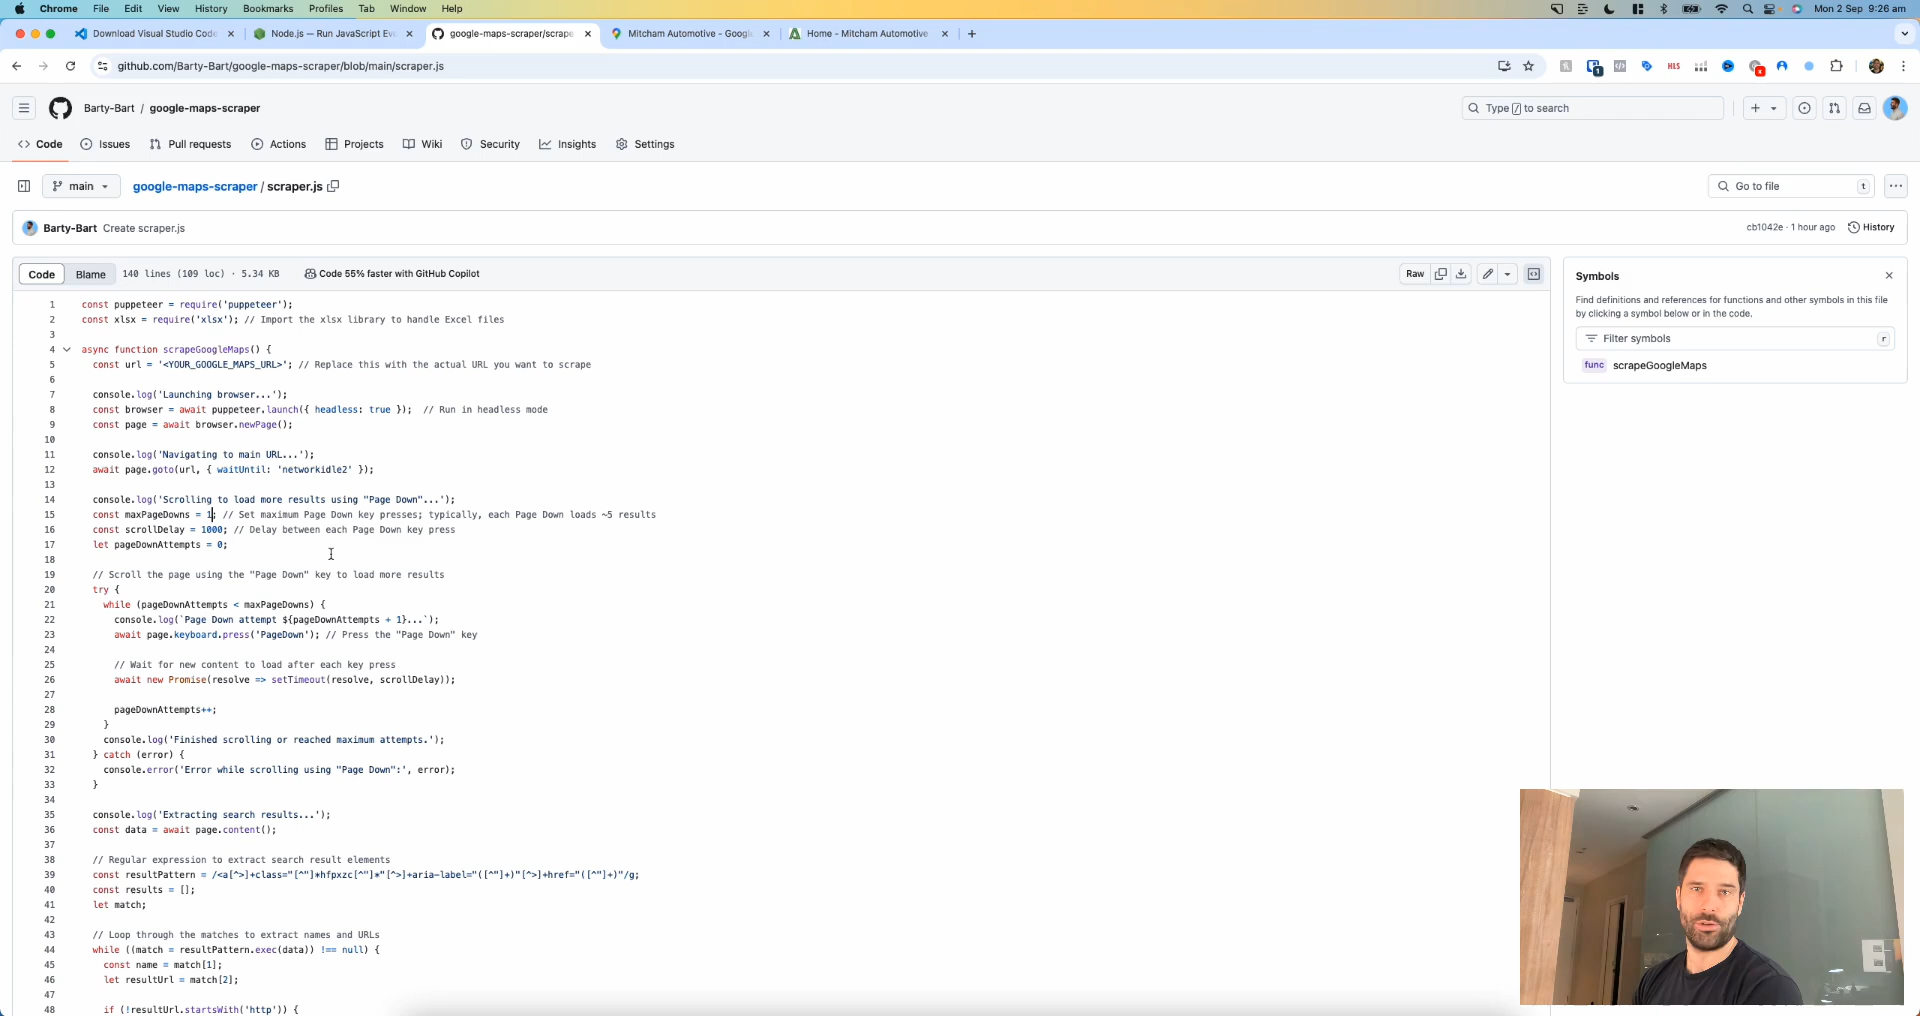 Chrome File Edit View History Bookmarks Profiles Tab Window Help
Mon 2 Sep 9:26 am
Download Visual Studio Code
Node.js — Run JavaScript Ev
google-maps-scraper/scrape
Mitcham Automotive - Google
Home - Mitcham Automotive
github.com/Barty-Bart/google-maps-scraper/blob/main/scraper.js
Barty-Bart / google-maps-scraper
Type / to search
Code Issues Pull requests Actions Projects Wiki Security Insights Settings
main google-maps-scraper / scraper.js
Go to file t
Barty-Bart Create scraper.js
cb1042e · 1 hour ago History
Code Blame 140 lines (109 loc) · 5.34 KB Code 55% faster with GitHub Copilot
Raw
1 const puppeteer = require('puppeteer');
2 const xlsx = require('xlsx'); // Import the xlsx library to handle Excel files
3
4 async function scrapeGoogleMaps() {
5 const url = '<YOUR_GOOGLE_MAPS_URL>'; // Replace this with the actual URL you want to scrape
6
7 console.log('Launching browser...');
8 const browser = await puppeteer.launch({ headless: true }); // Run in headless mode
9 const page = await browser.newPage();
10
11 console.log('Navigating to main URL...');
12 await page.goto(url, { waitUntil: 'networkidle2' });
13
14 console.log('Scrolling to load more results using "Page Down"...');
15 const maxPageDowns = 1; // Set maximum Page Down key presses; typically, each Page Down loads ~5 results
16 const scrollDelay = 1000; // Delay between each Page Down key press
17 let pageDownAttempts = 0;
18
19 // Scroll the page using the "Page Down" key to load more results
20 try {
21 while (pageDownAttempts < maxPageDowns) {
22 console.log(`Page Down attempt ${pageDownAttempts + 1}...`);
23 await page.keyboard.press('PageDown'); // Press the "Page Down" key
24
25 // Wait for new content to load after each key press
26 await new Promise(resolve => setTimeout(resolve, scrollDelay));
27
28 pageDownAttempts++;
29 }
30 console.log('Finished scrolling or reached maximum attempts.');
31 } catch (error) {
32 console.error('Error while scrolling using "Page Down":', error);
33 }
34
35 console.log('Extracting search results...');
36 const data = await page.content();
37
38 // Regular expression to extract search result elements
39 const resultPattern = /<a[^>]+class="[^"]*hfpxzc[^"]*"[^>]+aria-label="([^"]+)"[^>]+href="([^"]+)"/g;
40 const results = [];
41 let match;
42
43 // Loop through the matches to extract names and URLs
44 while ((match = resultPattern.exec(data)) !== null) {
45 const name = match[1];
46 let resultUrl = match[2];
47
48 if (!resultUrl.startsWith('http')) {
Symbols
Find definitions and references for functions and other symbols in this file
by clicking a symbol below or in the code.
Filter symbols r
func scrapeGoogleMaps